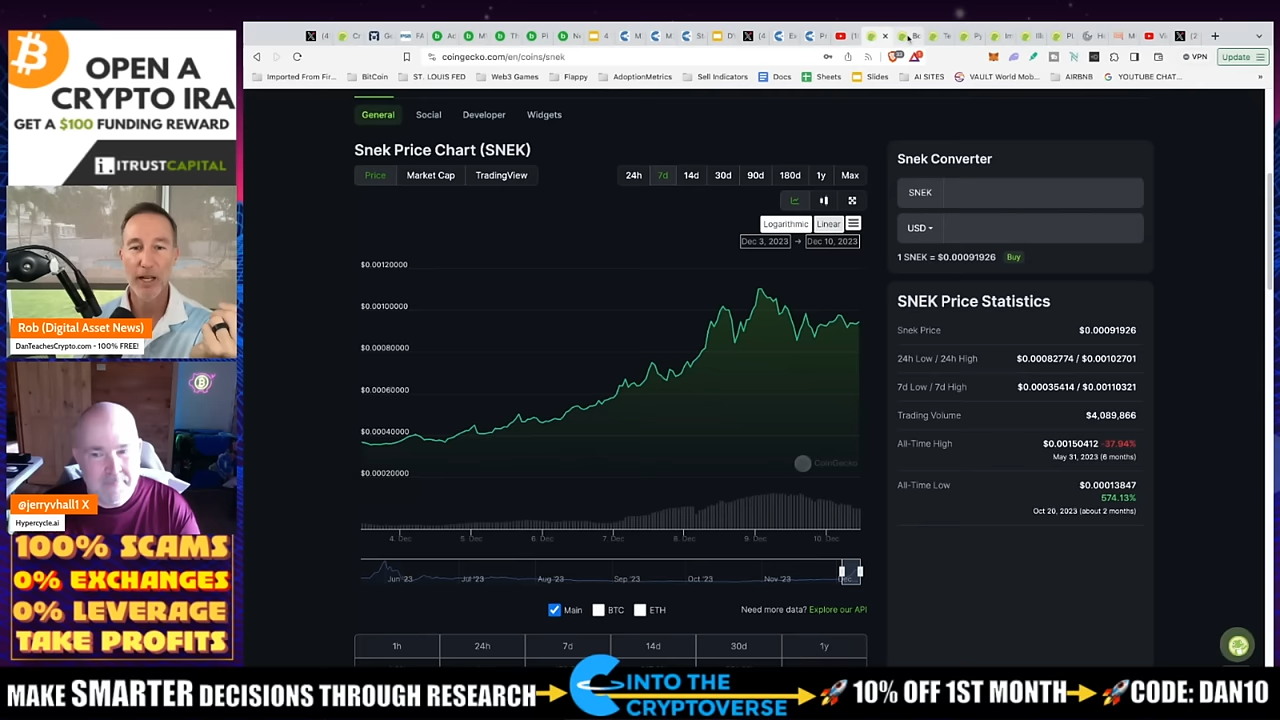 OPEN A
CRYPTO IRA
GET A $100 FUNDING REWARD
i. ITRUSTCAPITAL
Rob (Digital Asset News)
DanTeachesCrypto.com - 100% FREE!
@jerryvhall1 X
Hypercycle.ai
100% SCAMS
0% EXCHANGES
0% LEVERAGE
TAKE PROFITS
coingecko.com/en/coins/snek
VPN
Update
Imported From Fir...
BitCoin
ST. LOUIS FED
Web3 Games
Flappy
AdoptionMetrics
Sell Indicators
Docs
Sheets
Slides
AI SITES
VAULT World Mob...
AIRBNB
YOUTUBE CHAT...
General
Social
Developer
Widgets
Snek Price Chart (SNEK)
Price
Market Cap
TradingView
24h
7d
14d
30d
90d
180d
1y
Max
Logarithmic
Linear
Dec 3, 2023 → Dec 10, 2023
$0.00120000
$0.00100000
$0.00080000
$0.00060000
$0.00040000
$0.00020000
CoinGecko
4. Dec
5. Dec
6. Dec
7. Dec
8. Dec
9. Dec
10. Dec
Jun '23
Jul '23
Aug '23
Sep '23
Oct '23
Nov '23
Main
BTC
ETH
Need more data? Explore our API
1h
24h
7d
14d
30d
1y
Snek Converter
SNEK
USD
1 SNEK = $0.00091926
Buy
SNEK Price Statistics
Snek Price
$0.00091926
24h Low / 24h High
$0.00082774 / $0.00102701
7d Low / 7d High
$0.00035414 / $0.00110321
Trading Volume
$4,089,866
All-Time High
$0.00150412 -37.94%
May 31, 2023 (6 months)
All-Time Low
$0.00013847
574.13%
Oct 20, 2023 (about 2 months)
MAKE SMARTER DECISIONS THROUGH RESEARCH
INTO THE
CRYPTOVERSE
10% OFF 1ST MONTH
CODE: DAN10